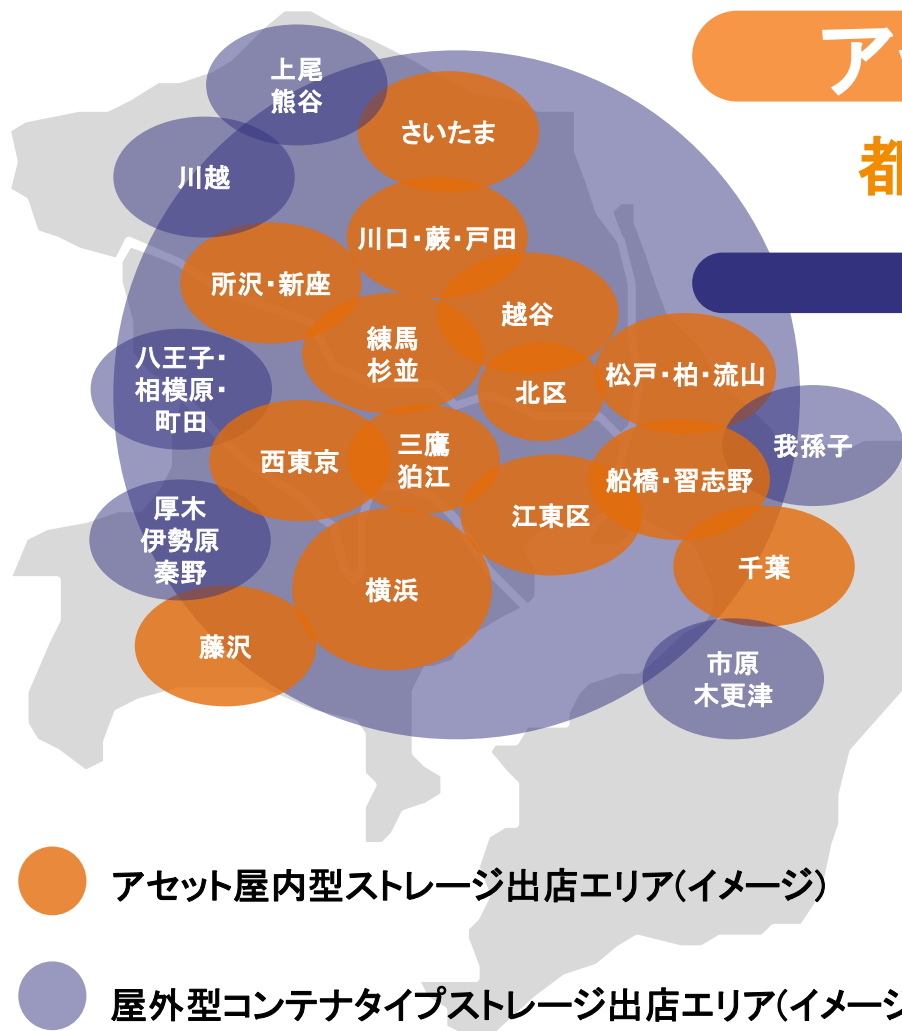 ア
都
上尾
熊谷
さいたま
川越
川口・蕨・戸田
所沢・新座
越谷
練馬
杉並
八王子・
相模原・
町田
北区
松戸・柏・流山
西東京
三鷹
狛江
我孫子
船橋・習志野
厚木
伊勢原
秦野
江東区
千葉
横浜
藤沢
市原
木更津
アセット屋内型ストレージ出店エリア(イメージ)
屋外型コンテナタイプストレージ出店エリア(イメージ